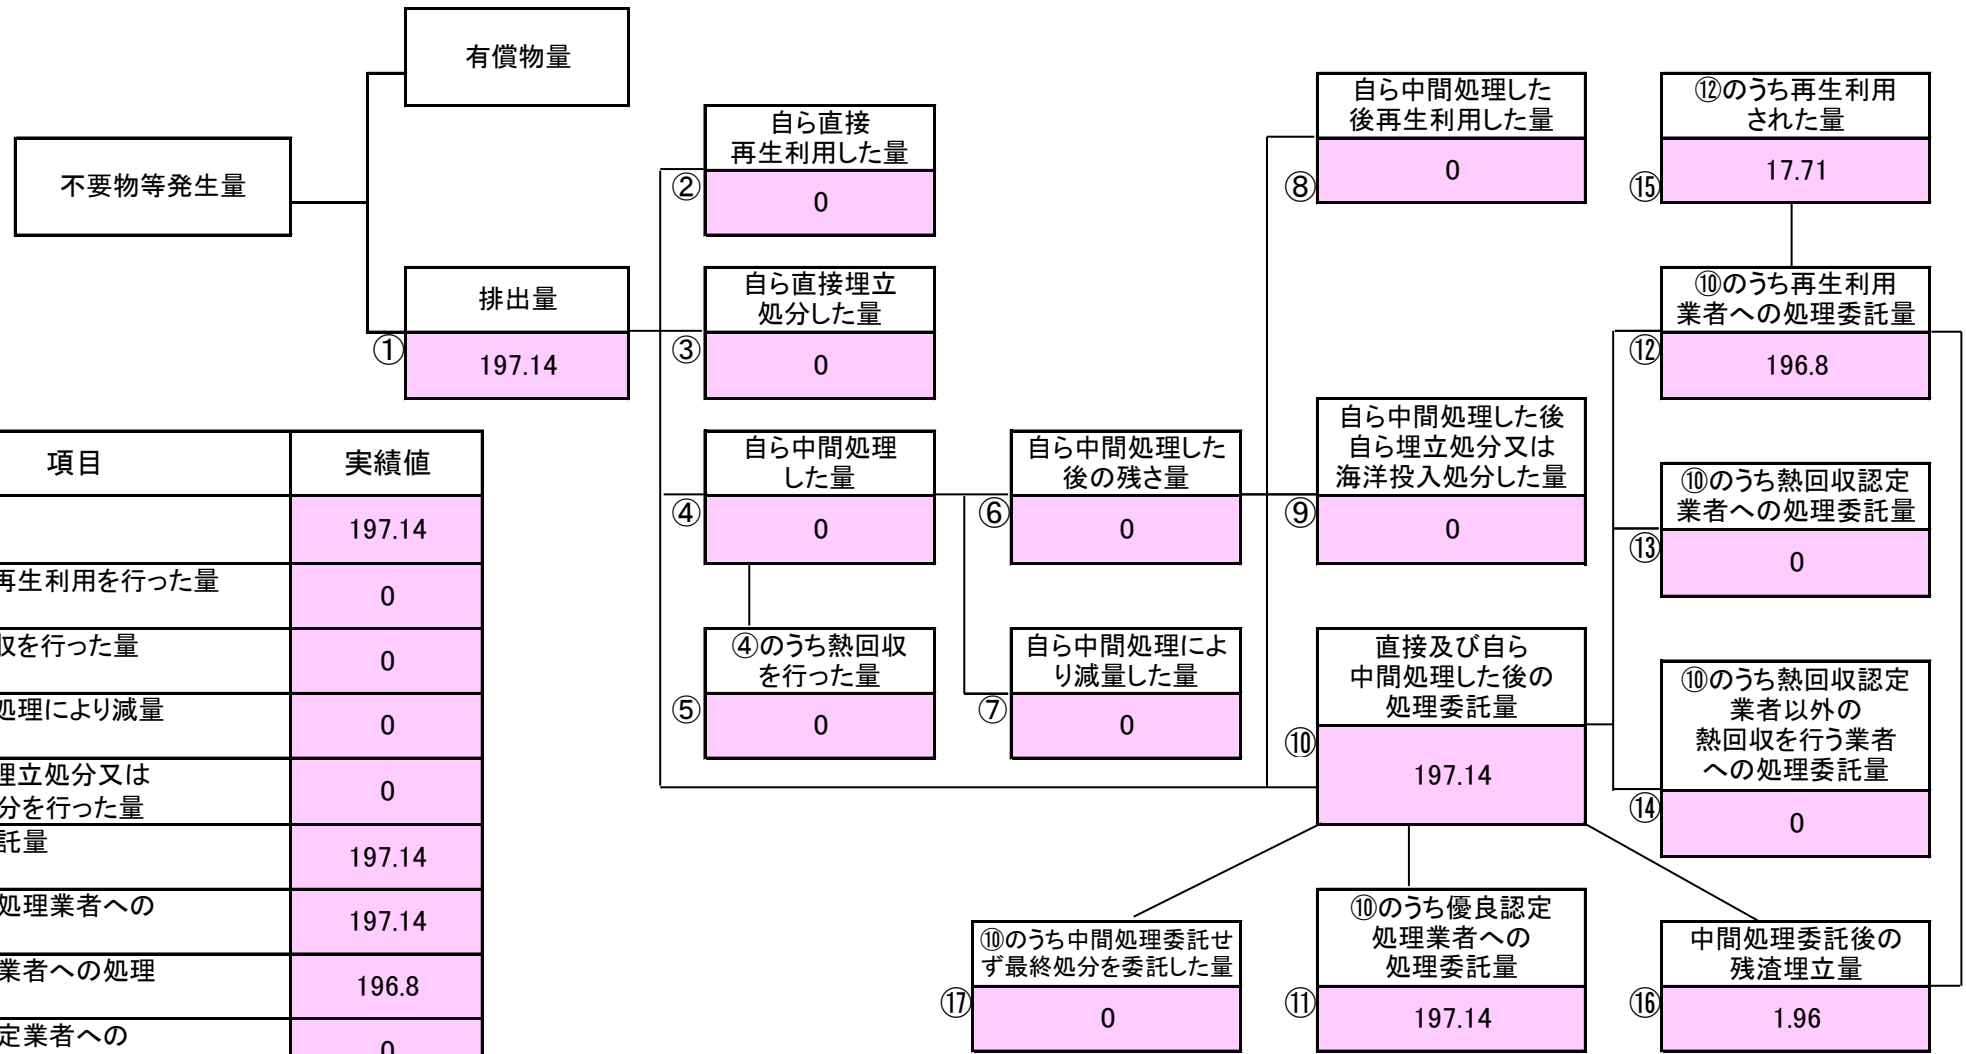 有償物量
不要物等発生量
排出量
①
197.14
自ら直接
再生利用した量
②
0
自ら直接埋立
処分した量
③
0
自ら中間処理
した量
④
0
④のうち熱回収
を行った量
⑤
0
自ら中間処理した
後の残さ量
⑥
0
自ら中間処理によ
り減量した量
⑦
0
自ら中間処理した
後再生利用した量
⑧
0
自ら中間処理した後
自ら埋立処分又は
海洋投入処分した量
⑨
0
直接及び自ら
中間処理した後の
処理委託量
⑩
197.14
⑩のうち優良認定
処理業者への
処理委託量
⑪
197.14
⑫のうち再生利用
された量
⑮
17.71
⑩のうち再生利用
業者への処理委託量
⑫
196.8
⑩のうち熱回収認定
業者への処理委託量
⑬
0
⑩のうち熱回収認定
業者以外の
熱回収を行う業者
への処理委託量
⑭
0
中間処理委託後の
残渣埋立量
⑯
1.96
⑩のうち中間処理委託せ
ず最終処分を委託した量
⑰
0
項目 実績値
197.14
再生利用を行った量
0
収を行った量
0
処理により減量
0
埋立処分又は
分を行った量
0
託量
197.14
処理業者への
197.14
業者への処理
196.8
定業者への
0